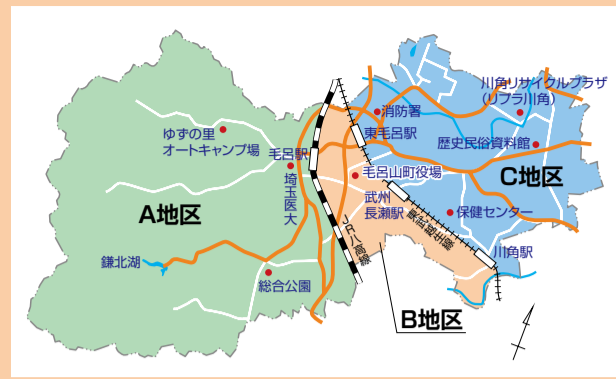 川角リサイクルプラザ
(リプラ川角)
消防署
東毛呂駅
歴史民俗資料館
ゆずの里
オートキャンプ場
毛呂駅
埼玉医大
毛呂山町役場
C地区
A地区
武州
長瀬駅
保健センター
東武越生線
JR八高線
川角駅
鎌北湖
総合公園
B地区